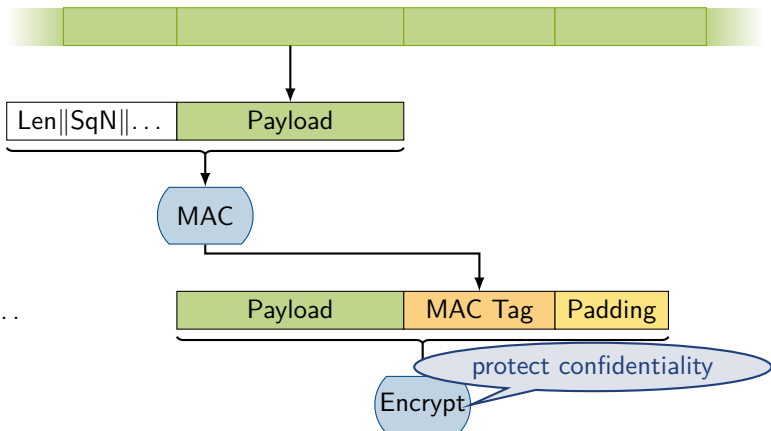 Len∥SqN∥... Payload
MAC
.. Payload MAC Tag Padding
protect confidentiality
Encrypt